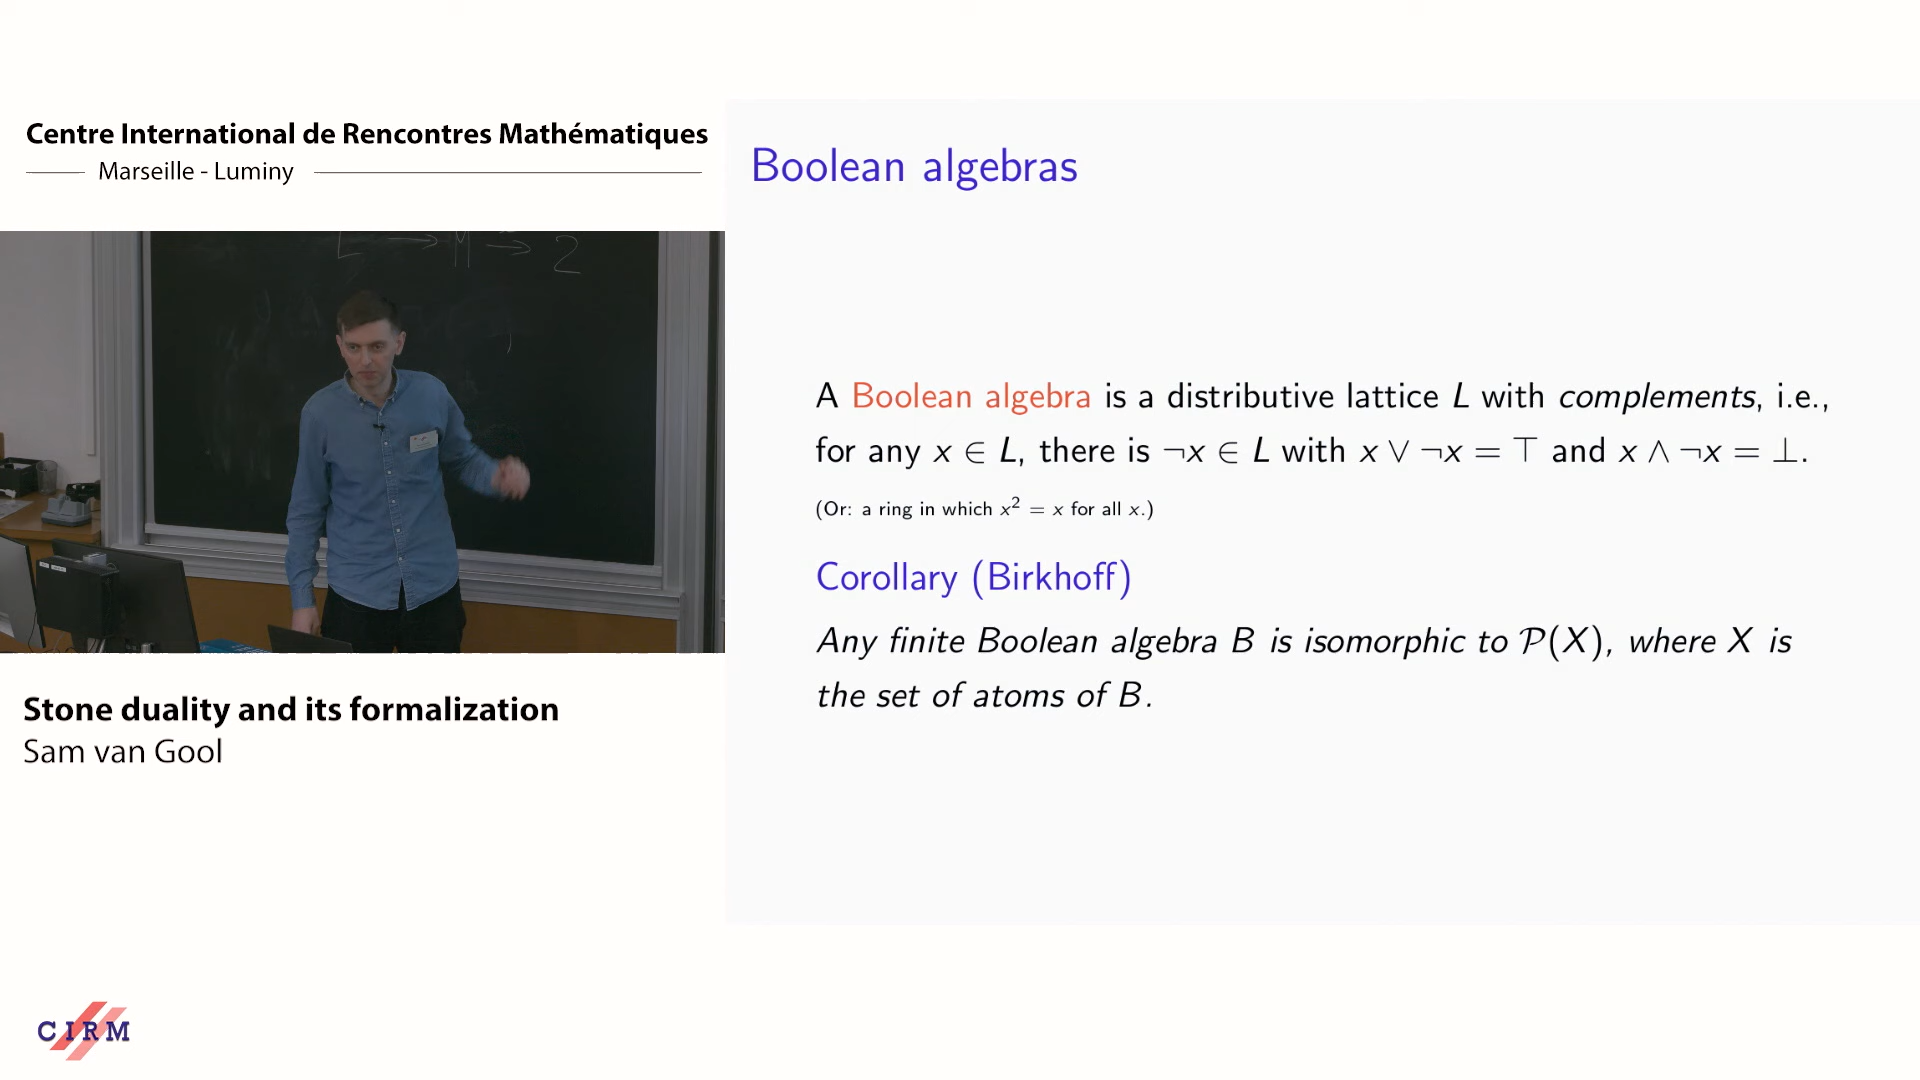 Centre International de Rencontres Mathématiques
Marseille - Luminy
L → M → 2
Stone duality and its formalization
Sam van Gool
CIRM
Boolean algebras
A Boolean algebra is a distributive lattice L with complements, i.e.,
for any x ∈ L, there is ¬x ∈ L with x ∨ ¬x = ⊤ and x ∧ ¬x = ⊥.
(Or: a ring in which x² = x for all x.)
Corollary (Birkhoff)
Any finite Boolean algebra B is isomorphic to 𝒫(X), where X is
the set of atoms of B.